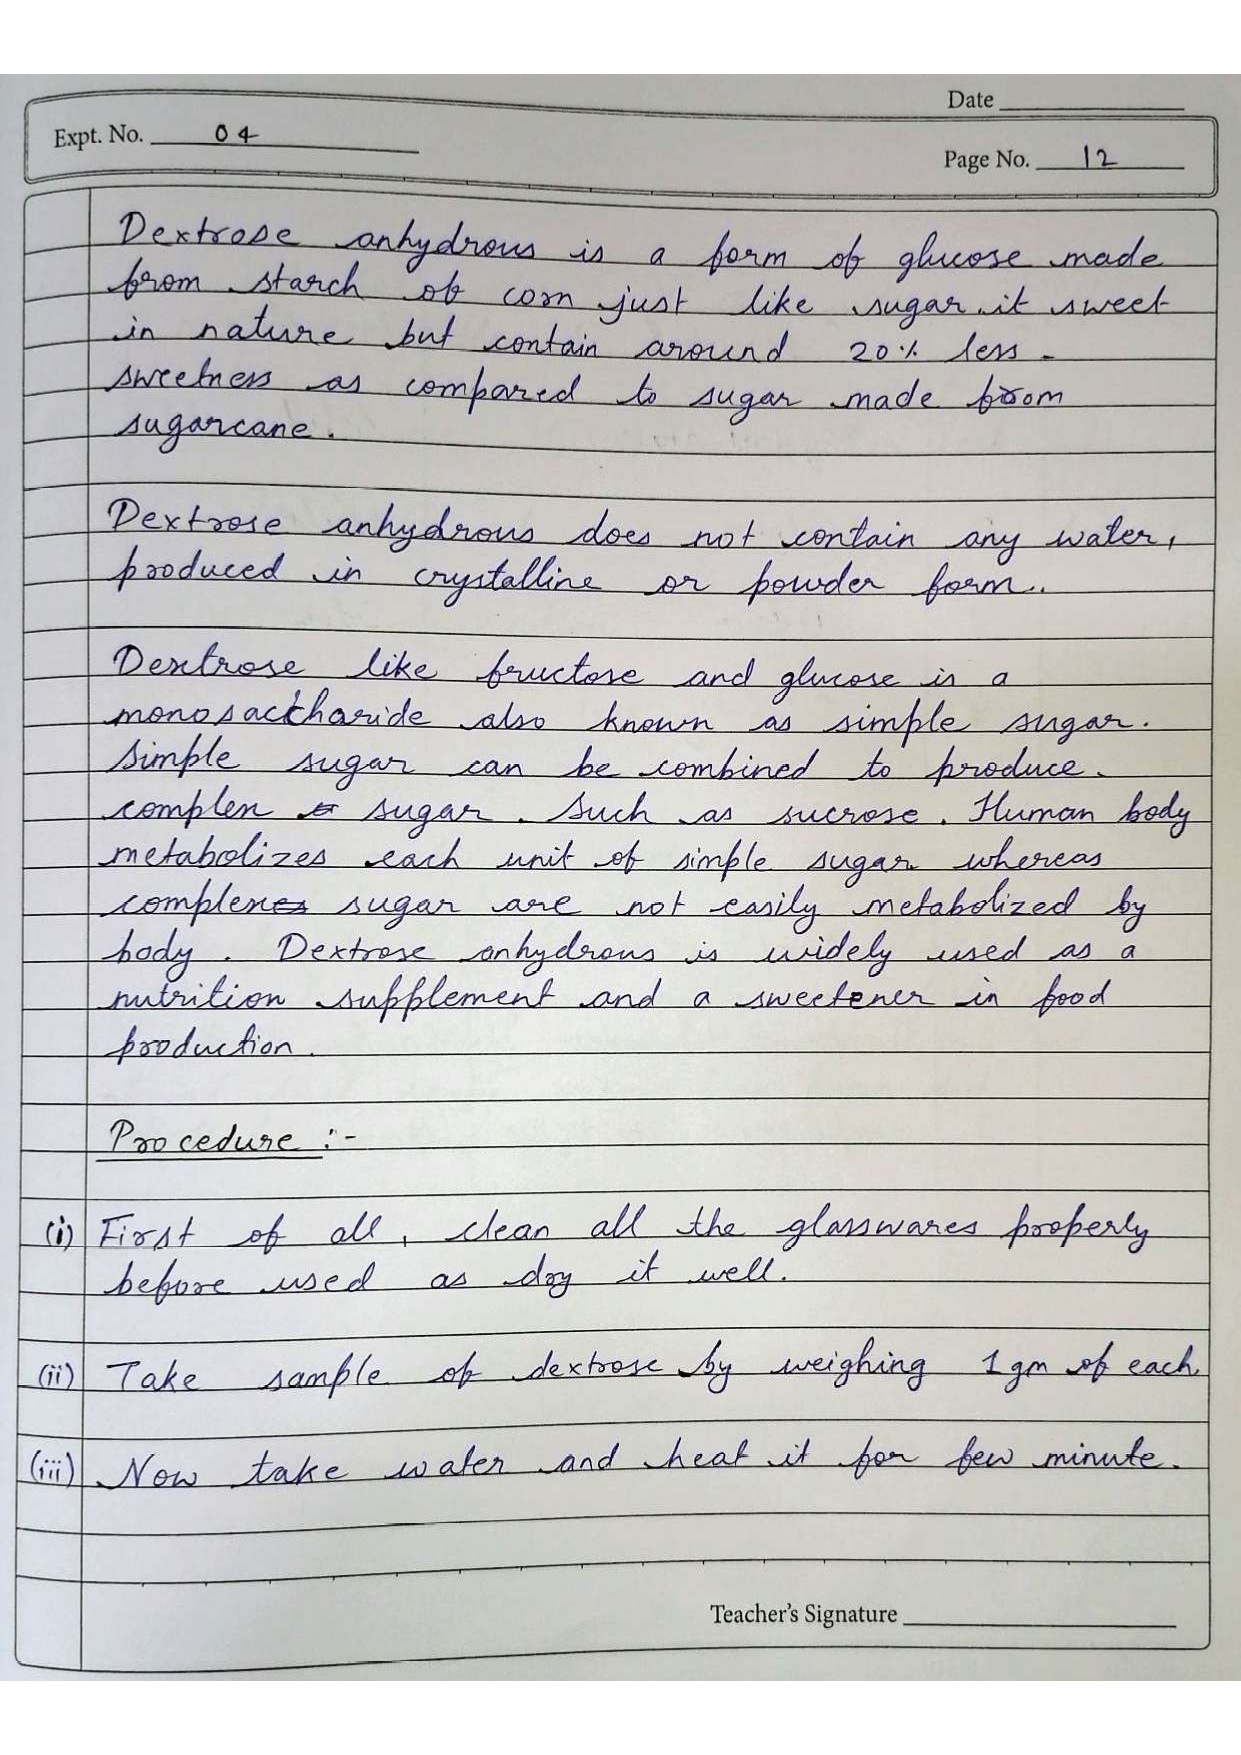 Date
Expt. No. 04
Page No. 12
Dextrose anhydrous is a form of glucose made
from starch of corn just like sugar. it sweet
in nature but contain around 20% less
sweetness as compared to sugar made from
sugarcane.
Dextrose anhydrous does not contain any water,
produced in crystalline or powder form..
Dextrose like fructose and glucose is a
monosaccharide also known as simple sugar.
Simple sugar can be combined to produce
complex sugar. Such as sucrose. Human body
metabolizes each unit of simple sugar whereas
complex sugar are not easily metabolized by
body. Dextrose anhydrous is widely used as a
nutrition supplement and a sweetener in food
production.
Procedure :-
(i) First of all, clean all the glasswares properly
before used as dry it well.
(ii) Take sample of dextrose by weighing 1 gm of each.
(iii) Now take water and heat it for few minute.
Teacher's Signature